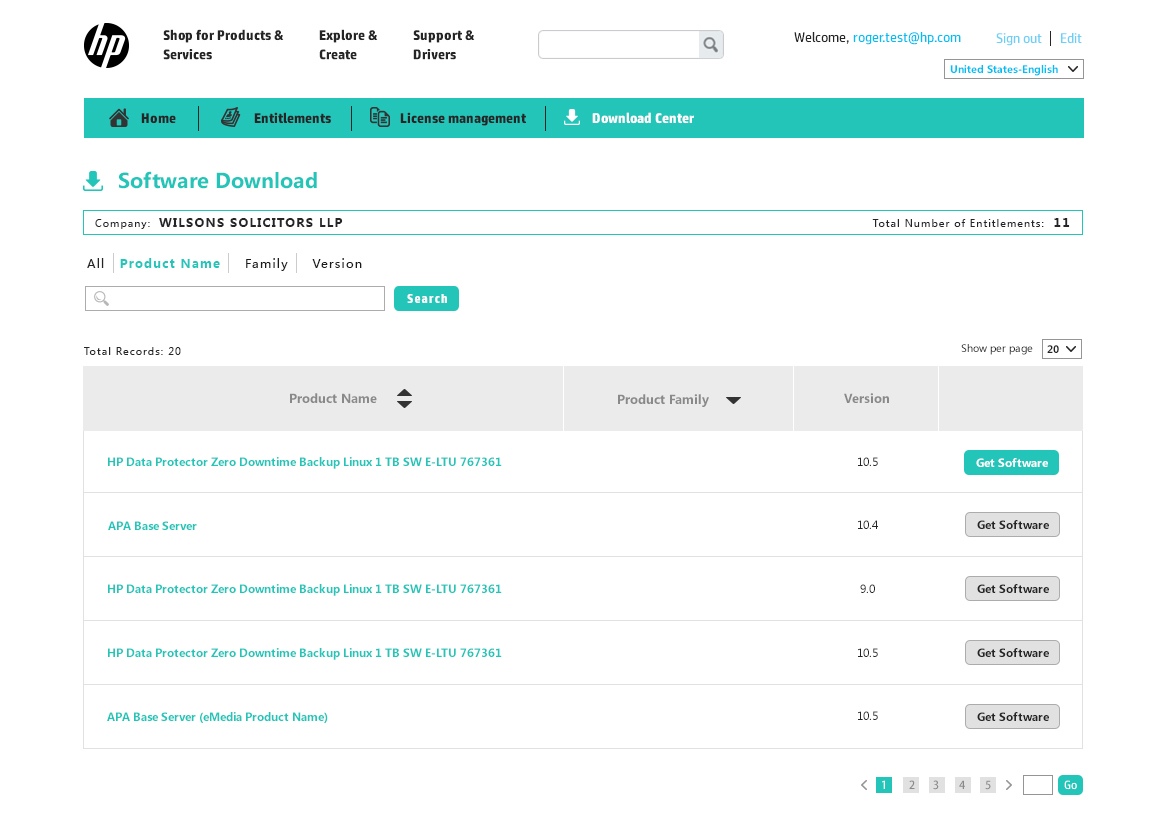 hp
Shop for Products & Services
Explore & Create
Support & Drivers
Welcome, roger.test@hp.com
Sign out
Edit
United States-English
Home
Entitlements
License management
Download Center
Software Download
Company: WILSONS SOLICITORS LLP
Total Number of Entitlements: 11
All
Product Name
Family
Version
Search
Total Records: 20
Show per page 20
Product Name
Product Family
Version
HP Data Protector Zero Downtime Backup Linux 1 TB SW E-LTU 767361 10.5 Get Software
APA Base Server 10.4 Get Software
HP Data Protector Zero Downtime Backup Linux 1 TB SW E-LTU 767361 9.0 Get Software
HP Data Protector Zero Downtime Backup Linux 1 TB SW E-LTU 767361 10.5 Get Software
APA Base Server (eMedia Product Name) 10.5 Get Software
1 2 3 4 5 Go